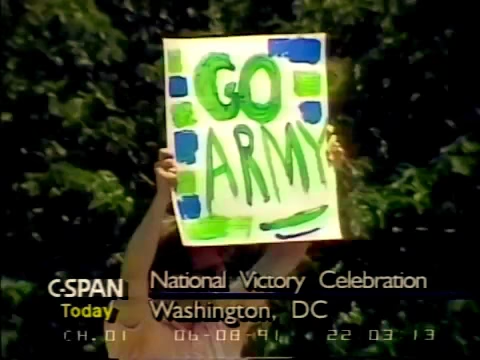 GO
ARMY
National Victory Celebration
C-SPAN
Today
Washington, DC
CH.01 06-08-91 22 03 13